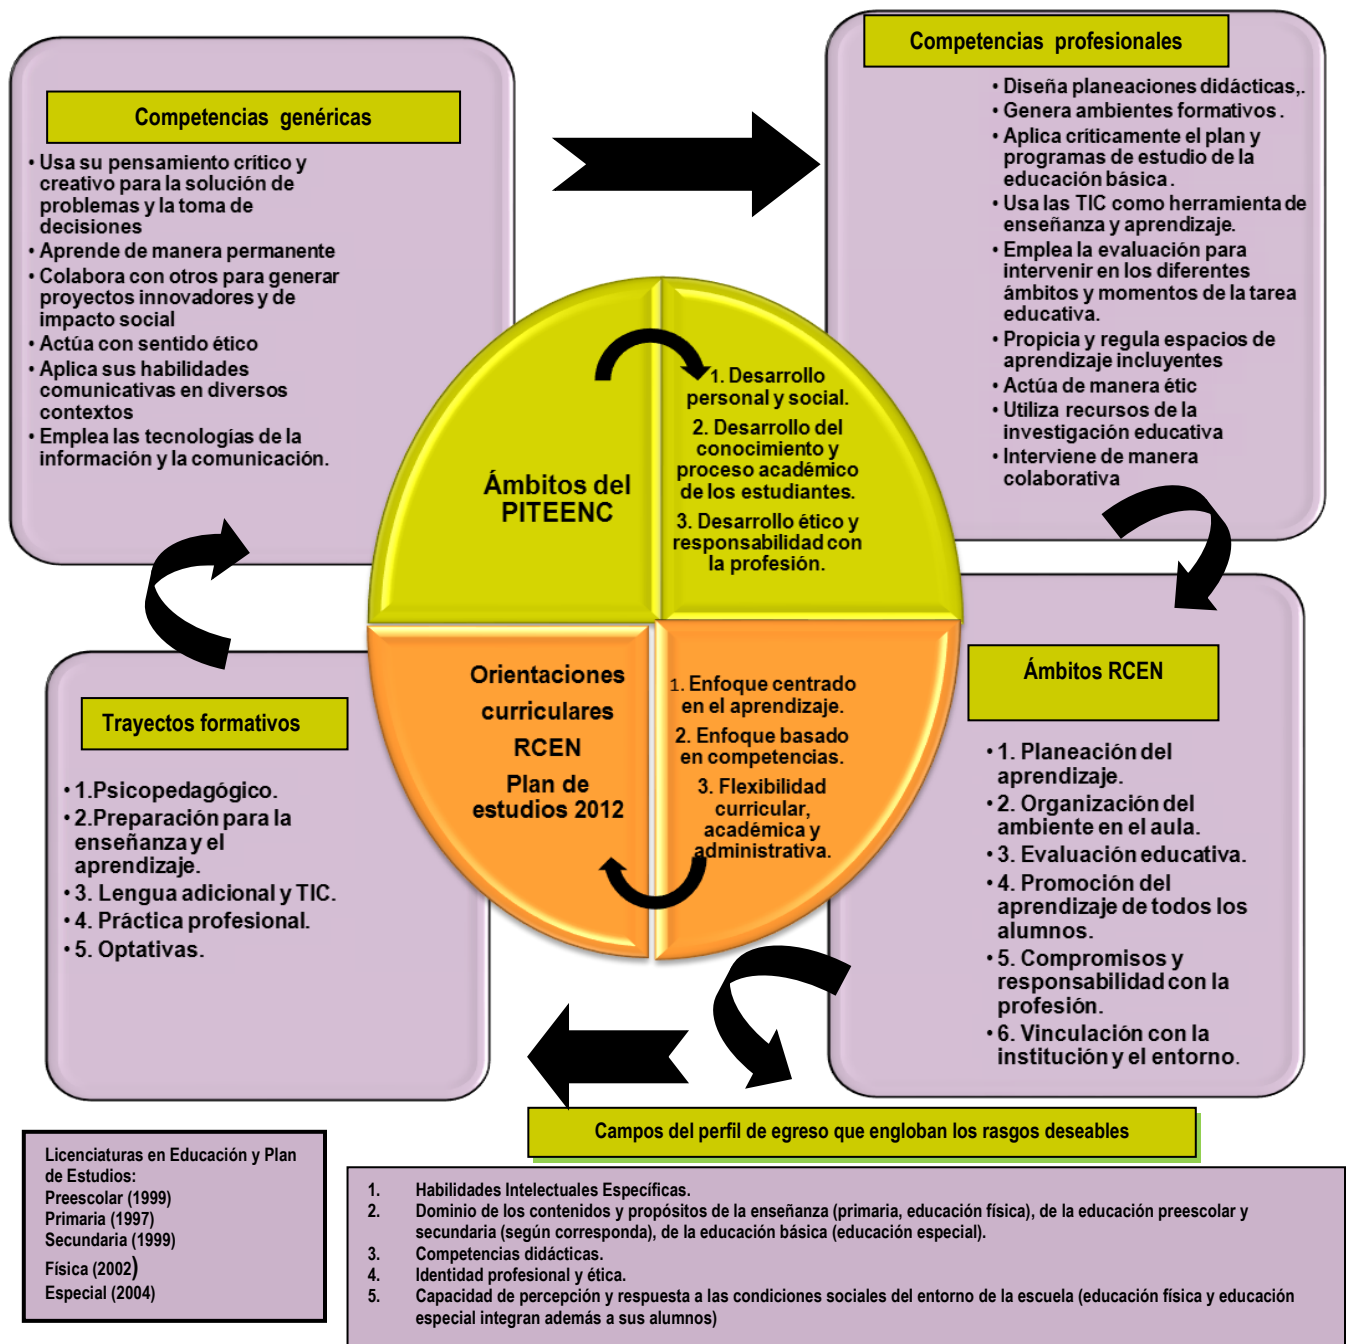 Competencias genéricas
• Usa su pensamiento crítico y
creativo para la solución de
problemas y la toma de
decisiones
• Aprende de manera permanente
• Colabora con otros para generar
proyectos innovadores y de
impacto social
• Actúa con sentido ético
• Aplica sus habilidades
comunicativas en diversos
contextos
• Emplea las tecnologías de la
información y la comunicación.
Competencias profesionales
• Diseña planeaciones didácticas,.
• Genera ambientes formativos .
• Aplica críticamente el plan y
programas de estudio de la
educación básica .
• Usa las TIC como herramienta de
enseñanza y aprendizaje.
• Emplea la evaluación para
intervenir en los diferentes
ámbitos y momentos de la tarea
educativa.
• Propicia y regula espacios de
aprendizaje incluyentes
• Actúa de manera étic
• Utiliza recursos de la
investigación educativa
• Interviene de manera
colaborativa
Ámbitos del
PITEENC
1. Desarrollo
personal y social.
2. Desarrollo del
conocimiento y
proceso académico
de los estudiantes.
3. Desarrollo ético y
responsabilidad con
la profesión.
Orientaciones
curriculares
RCEN
Plan de
estudios 2012
1. Enfoque centrado
en el aprendizaje.
2. Enfoque basado
en competencias.
3. Flexibilidad
curricular,
académica y
administrativa.
Trayectos formativos
• 1.Psicopedagógico.
• 2.Preparación para la
enseñanza y el
aprendizaje.
• 3. Lengua adicional y TIC.
• 4. Práctica profesional.
• 5. Optativas.
Ámbitos RCEN
• 1. Planeación del
aprendizaje.
• 2. Organización del
ambiente en el aula.
• 3. Evaluación educativa.
• 4. Promoción del
aprendizaje de todos los
alumnos.
• 5. Compromisos y
responsabilidad con la
profesión.
• 6. Vinculación con la
institución y el entorno.
Campos del perfil de egreso que engloban los rasgos deseables
Licenciaturas en Educación y Plan
de Estudios:
Preescolar (1999)
Primaria (1997)
Secundaria (1999)
Física (2002)
Especial (2004)
1. Habilidades Intelectuales Específicas.
2. Dominio de los contenidos y propósitos de la enseñanza (primaria, educación física), de la educación preescolar y
secundaria (según corresponda), de la educación básica (educación especial).
3. Competencias didácticas.
4. Identidad profesional y ética.
5. Capacidad de percepción y respuesta a las condiciones sociales del entorno de la escuela (educación física y educación
especial integran además a sus alumnos)